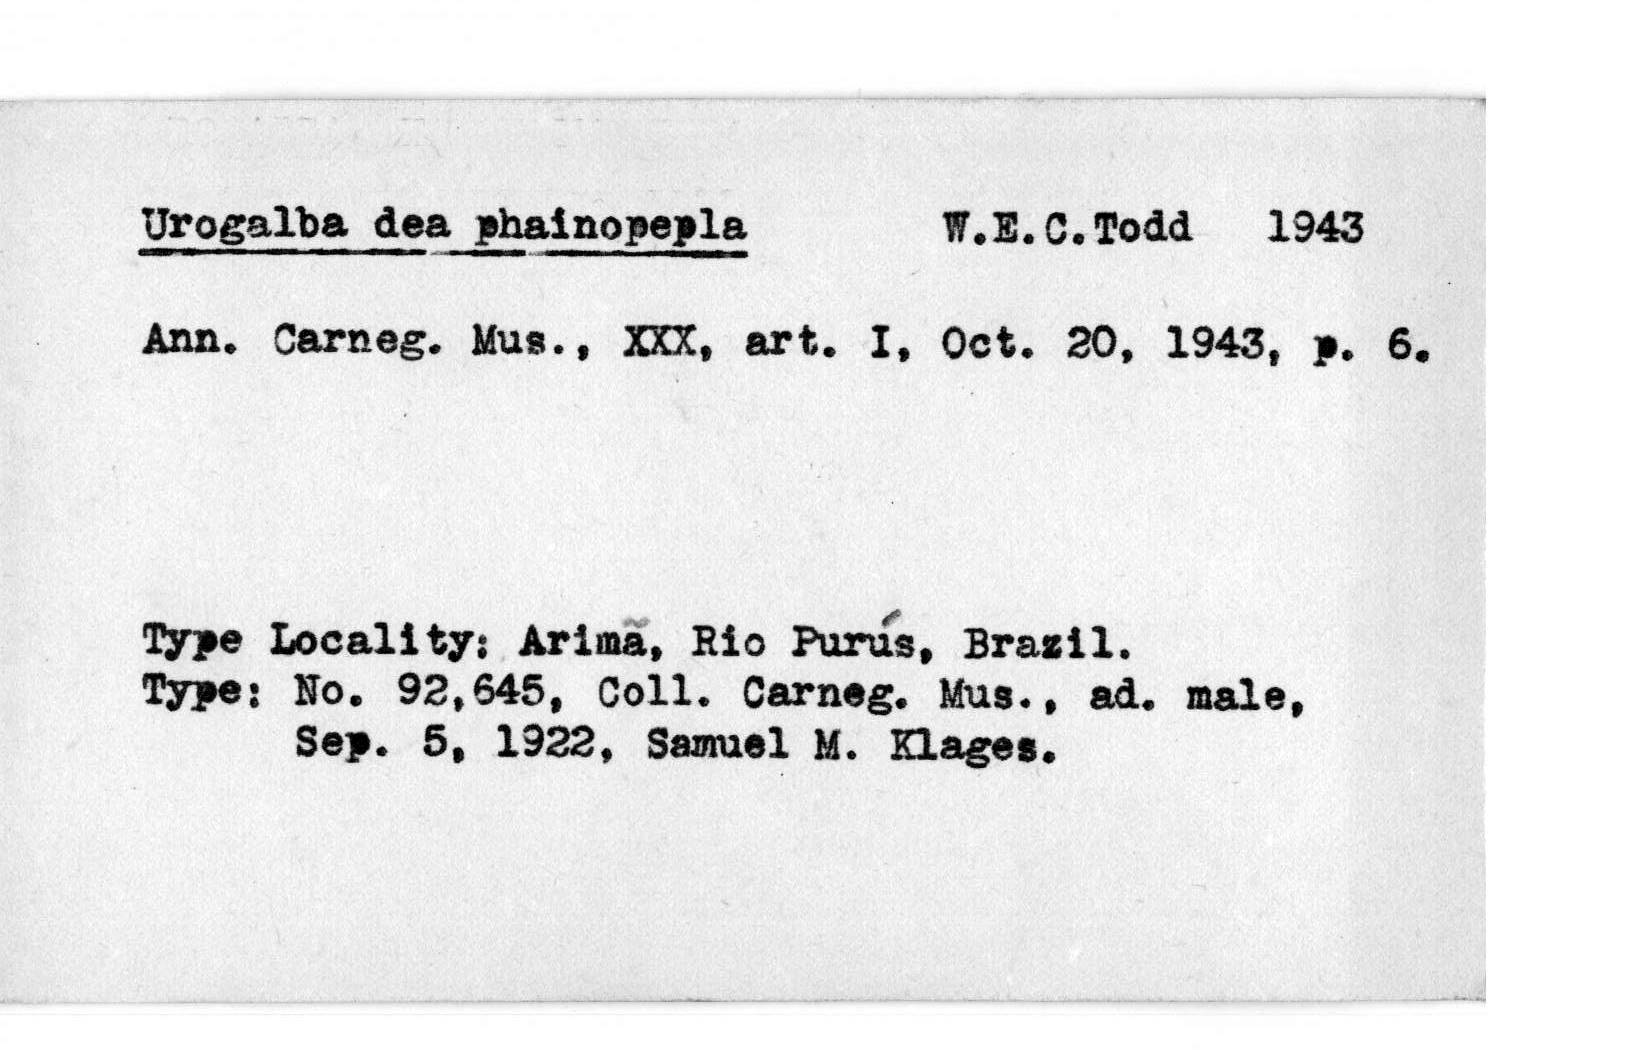 Urogalba dea phainopepla W.E.C.Todd 1943
Ann. Carneg. Mus., XXX, art. I, Oct. 20, 1943, p. 6.
Type Locality: Arimã, Rio Purús, Brazil.
Type: No. 92,645, Coll. Carneg. Mus., ad. male,
Sep. 5, 1922, Samuel M. Klages.